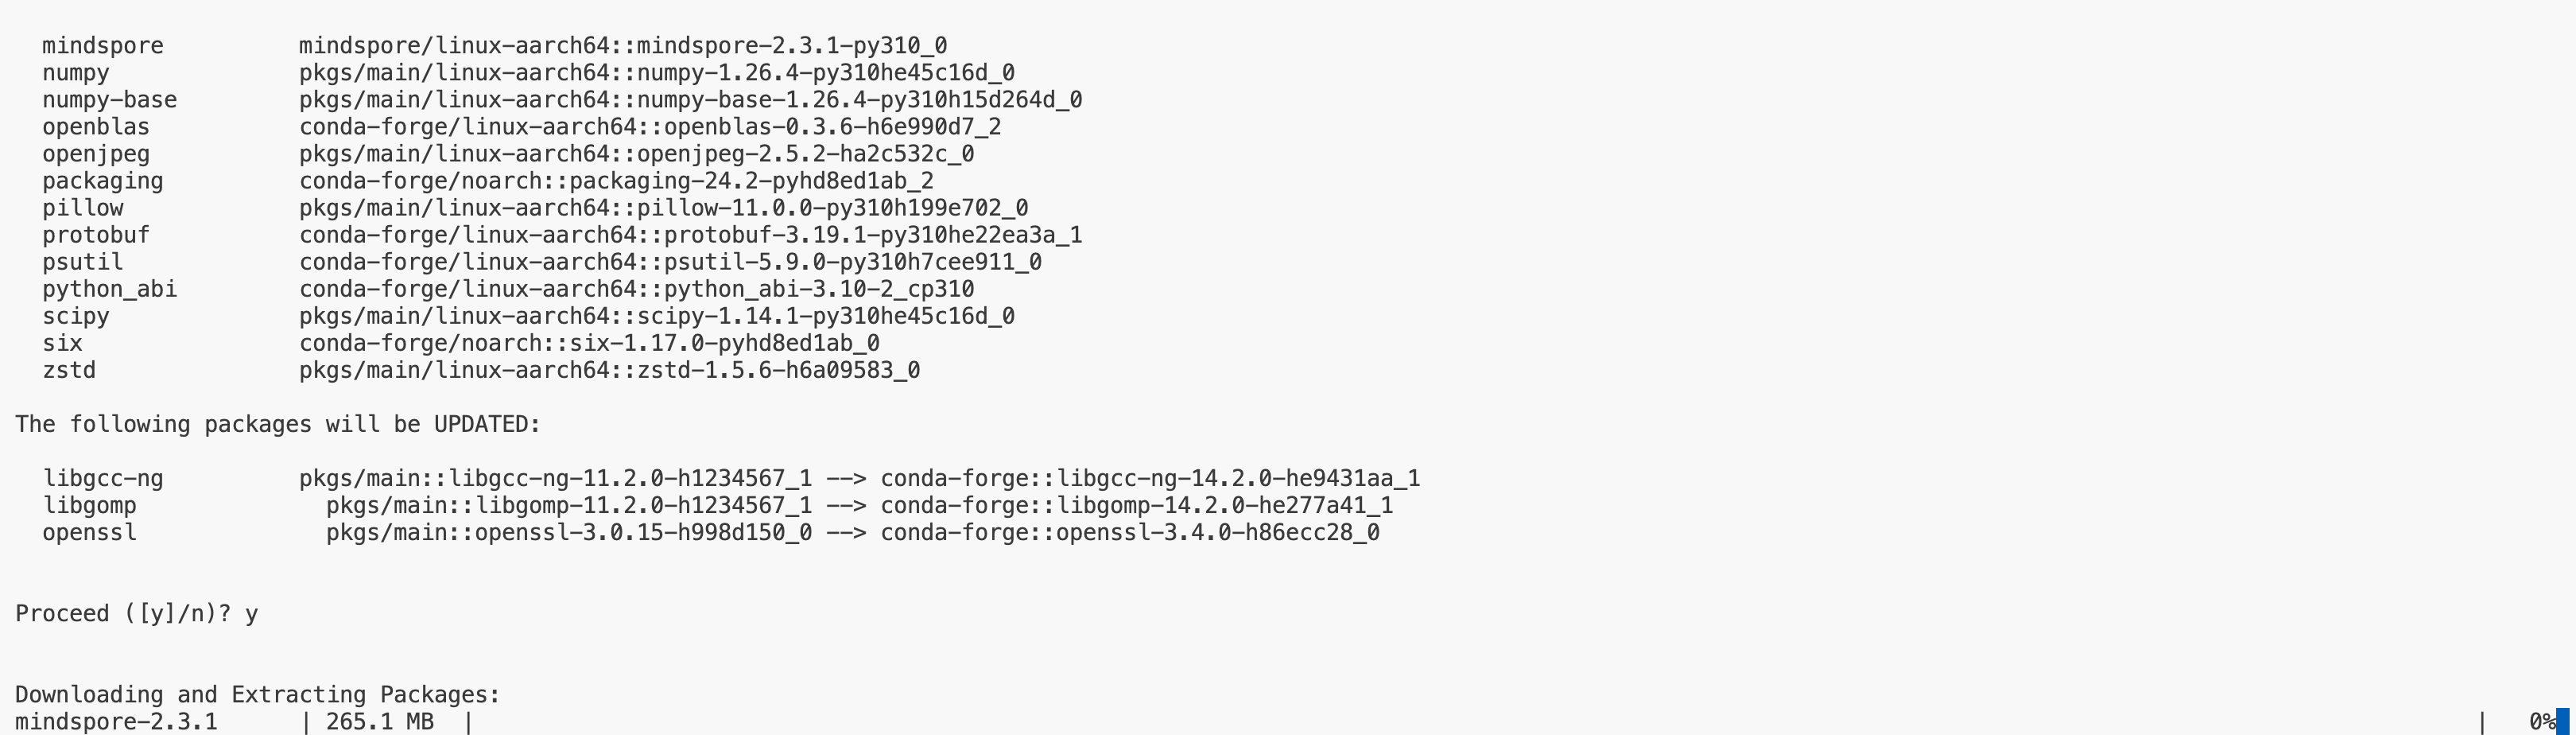 mindspore          mindspore/linux-aarch64::mindspore-2.3.1-py310_0
numpy              pkgs/main/linux-aarch64::numpy-1.26.4-py310he45c16d_0
numpy-base         pkgs/main/linux-aarch64::numpy-base-1.26.4-py310h15d264d_0
openblas           conda-forge/linux-aarch64::openblas-0.3.6-h6e990d7_2
openjpeg           pkgs/main/linux-aarch64::openjpeg-2.5.2-ha2c532c_0
packaging          conda-forge/noarch::packaging-24.2-pyhd8ed1ab_2
pillow             pkgs/main/linux-aarch64::pillow-11.0.0-py310h199e702_0
protobuf           conda-forge/linux-aarch64::protobuf-3.19.1-py310he22ea3a_1
psutil             conda-forge/linux-aarch64::psutil-5.9.0-py310h7cee911_0
python_abi         conda-forge/linux-aarch64::python_abi-3.10-2_cp310
scipy              pkgs/main/linux-aarch64::scipy-1.14.1-py310he45c16d_0
six                conda-forge/noarch::six-1.17.0-pyhd8ed1ab_0
zstd               pkgs/main/linux-aarch64::zstd-1.5.6-h6a09583_0
The following packages will be UPDATED:
libgcc-ng          pkgs/main::libgcc-ng-11.2.0-h1234567_1 --> conda-forge::libgcc-ng-14.2.0-he9431aa_1
libgomp              pkgs/main::libgomp-11.2.0-h1234567_1 --> conda-forge::libgomp-14.2.0-he277a41_1
openssl              pkgs/main::openssl-3.0.15-h998d150_0 --> conda-forge::openssl-3.4.0-h86ecc28_0
Proceed ([y]/n)? y
Downloading and Extracting Packages:
mindspore-2.3.1      | 265.1 MB  |                    |   0%